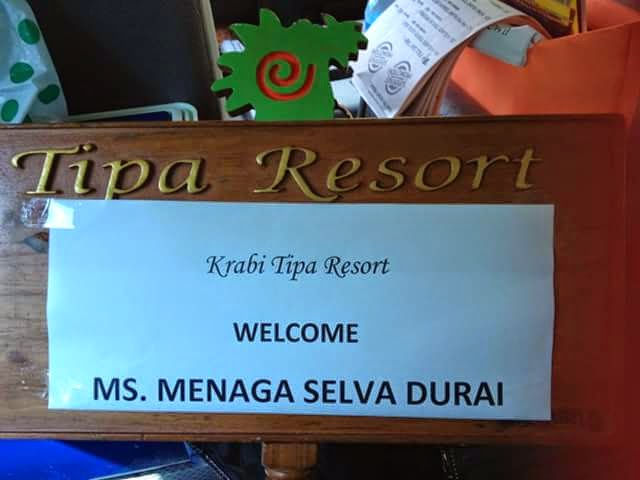 Tipa Resort
Krabi Tipa Resort
WELCOME
MS. MENAGA SELVA DURAI